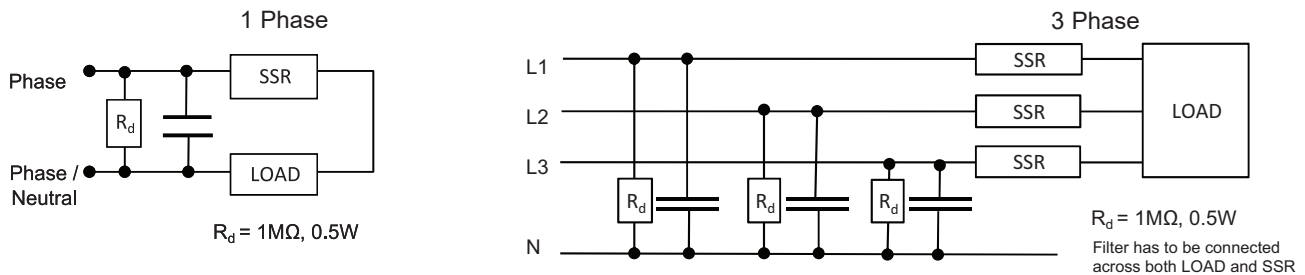 1 Phase
Phase
SSR
R_d
Phase /
Neutral
LOAD
R_d = 1MΩ, 0.5W
3 Phase
L1
SSR
L2
SSR
LOAD
L3
SSR
R_d
R_d
R_d
N
R_d = 1MΩ, 0.5W
Filter has to be connected
across both LOAD and SSR